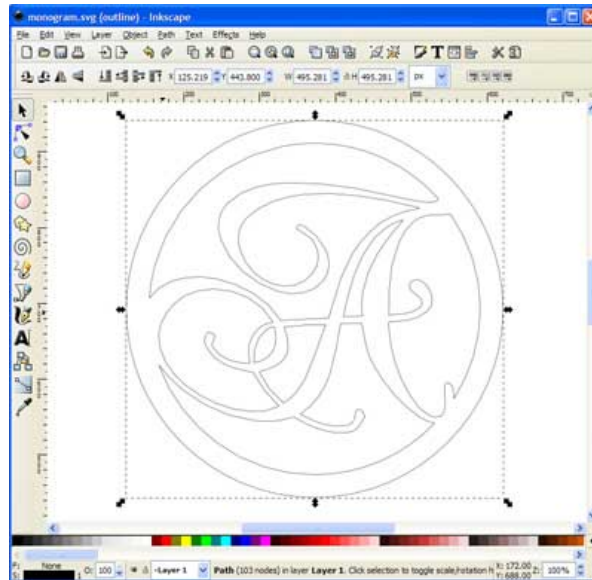 monogram.svg (outline) - Inkscape
File Edit View Layer Object Path Text Effects Help
X 125.219 Y 443.800 W 495.281 H 495.281 px
A
F: None O: 100 Layer 1 Path (103 nodes) in layer Layer 1. Click selection to toggle scale/rotation h X: 172.00 Z: 100%
S: 1 Y: 688.00